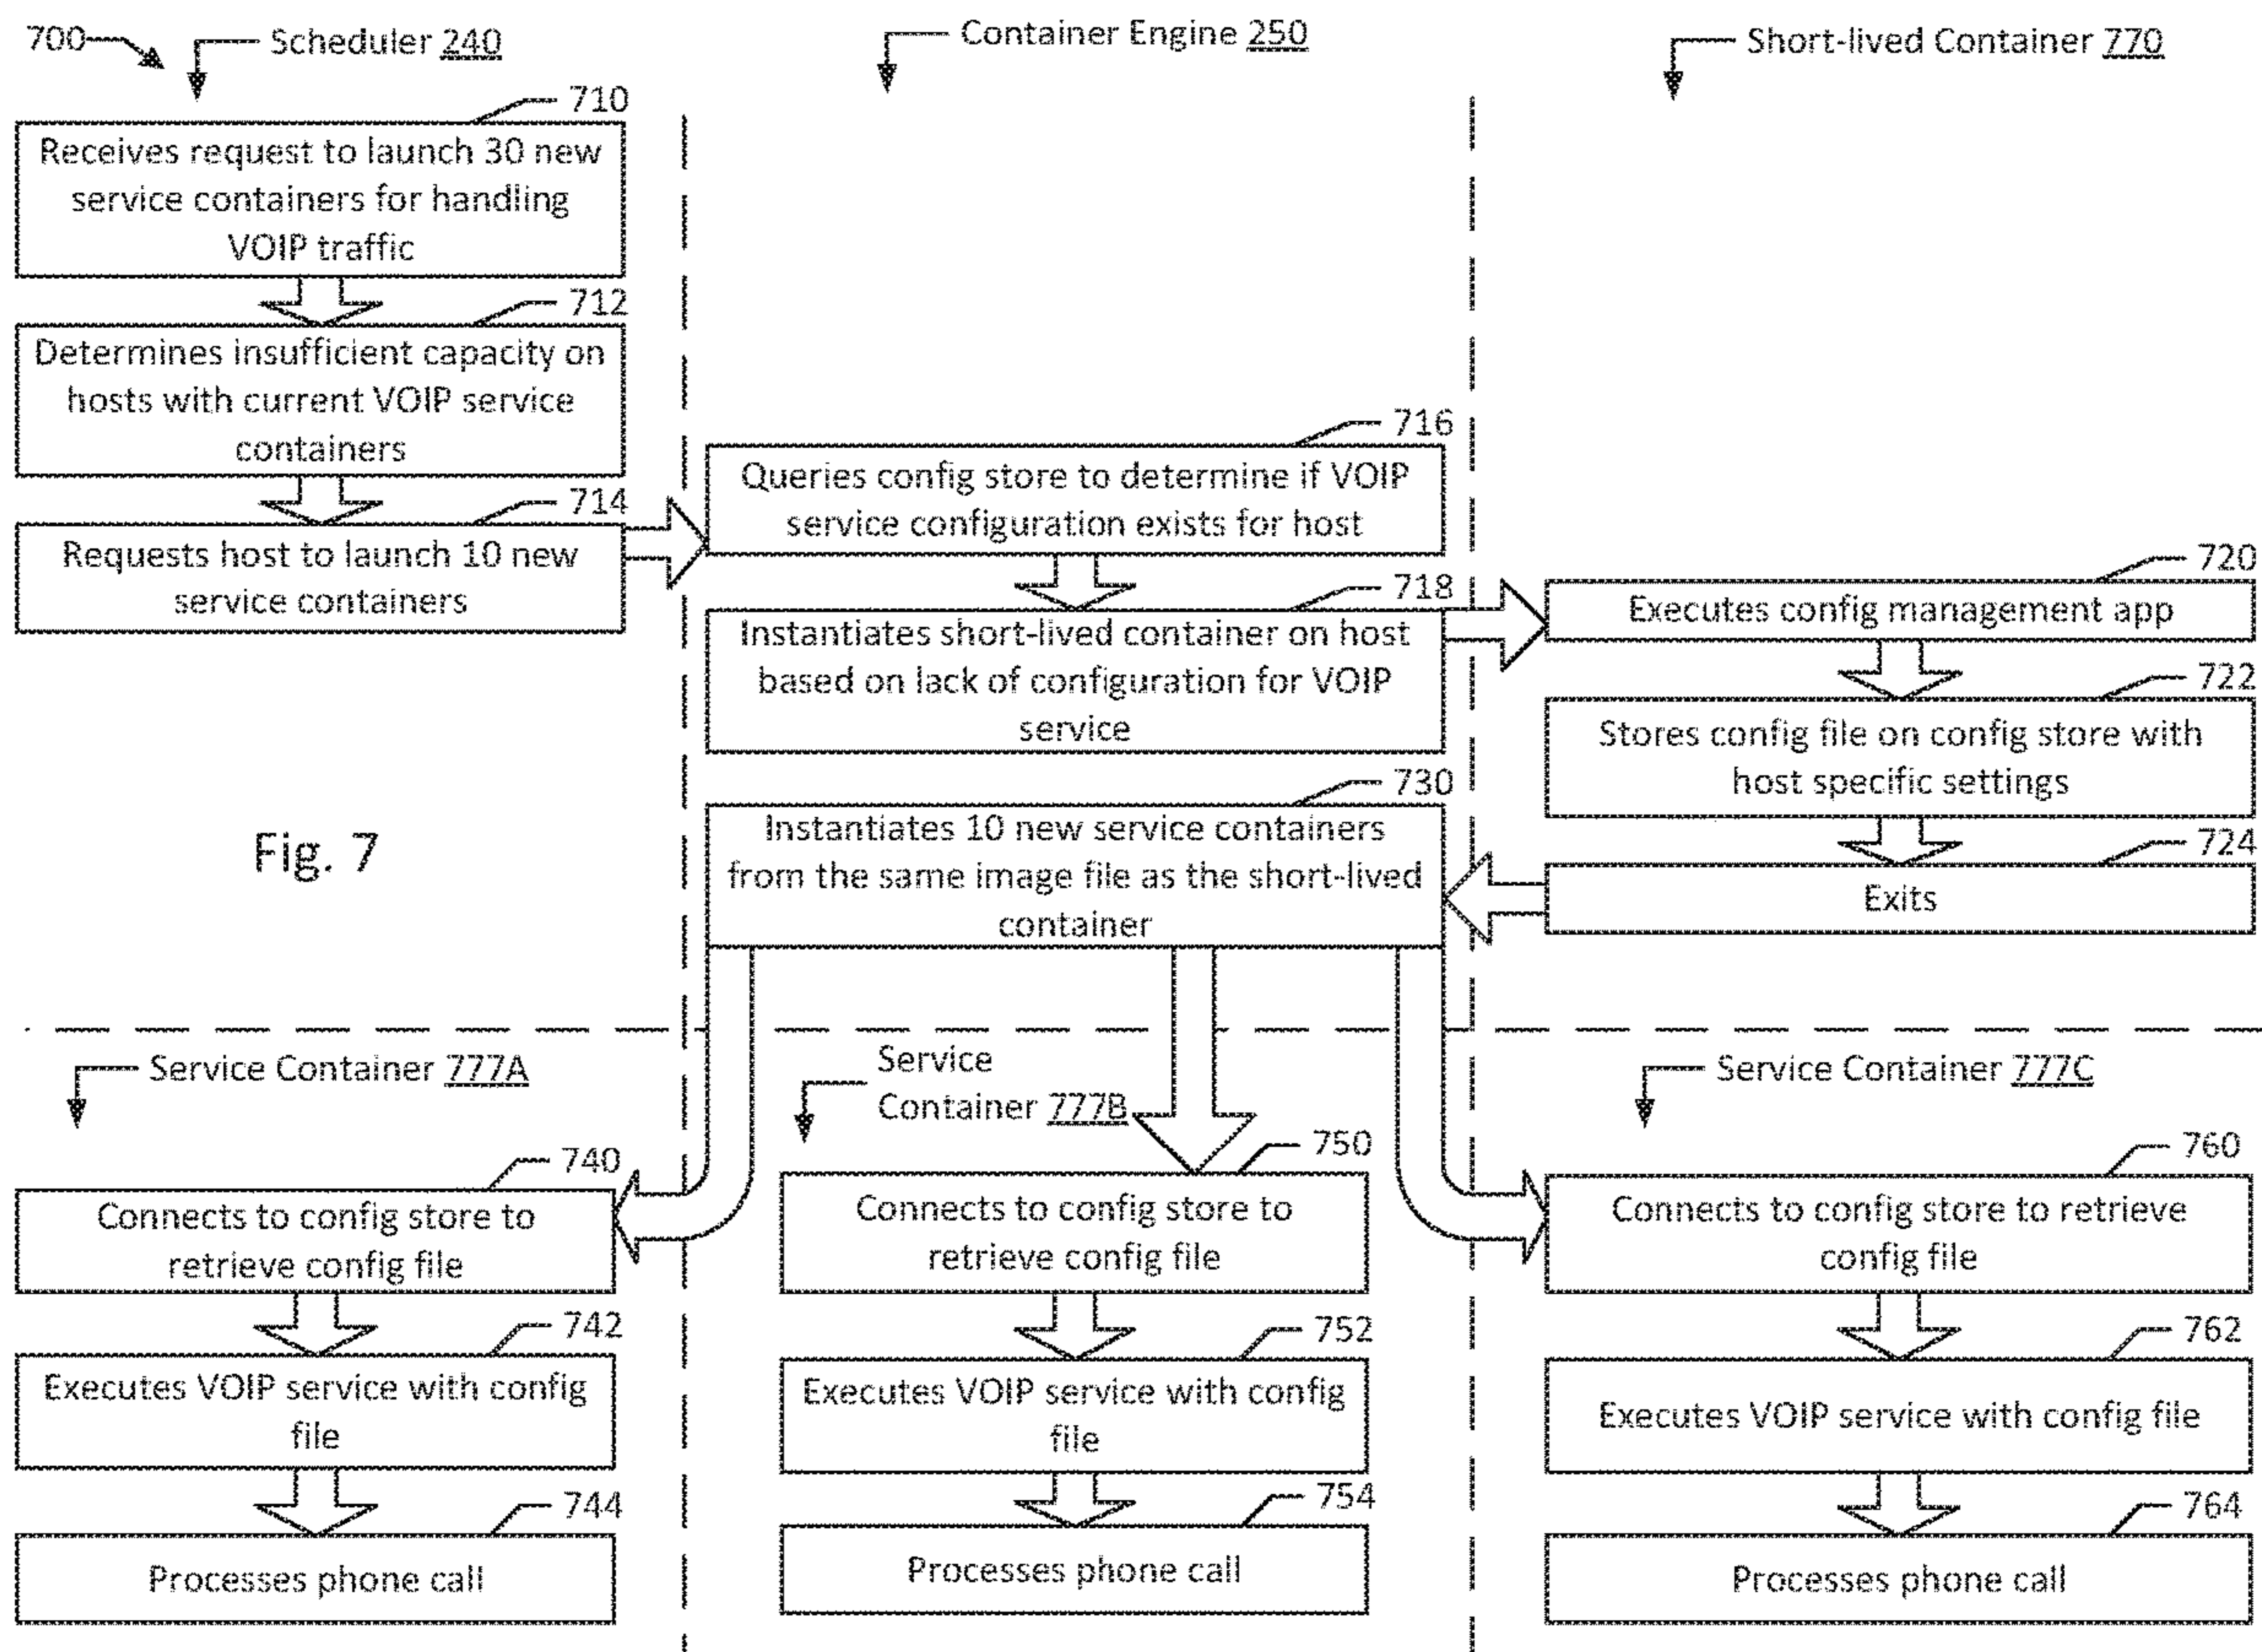 700
Scheduler 240
Container Engine 250
Short-lived Container 770
710
Receives request to launch 30 new
service containers for handling
VOIP traffic
712
Determines insufficient capacity on
hosts with current VOIP service
containers
714
Requests host to launch 10 new
service containers
716
Queries config store to determine if VOIP
service configuration exists for host
718
Instantiates short-lived container on host
based on lack of configuration for VOIP
service
720
Executes config management app
722
Stores config file on config store with
host specific settings
724
Exits
730
Instantiates 10 new service containers
from the same image file as the short-lived
container
Fig. 7
Service Container 777A
740
Connects to config store to
retrieve config file
742
Executes VOIP service with config
file
744
Processes phone call
Service
Container 777B
750
Connects to config store to
retrieve config file
752
Executes VOIP service with config
file
754
Processes phone call
Service Container 777C
760
Connects to config store to retrieve
config file
762
Executes VOIP service with config file
764
Processes phone call